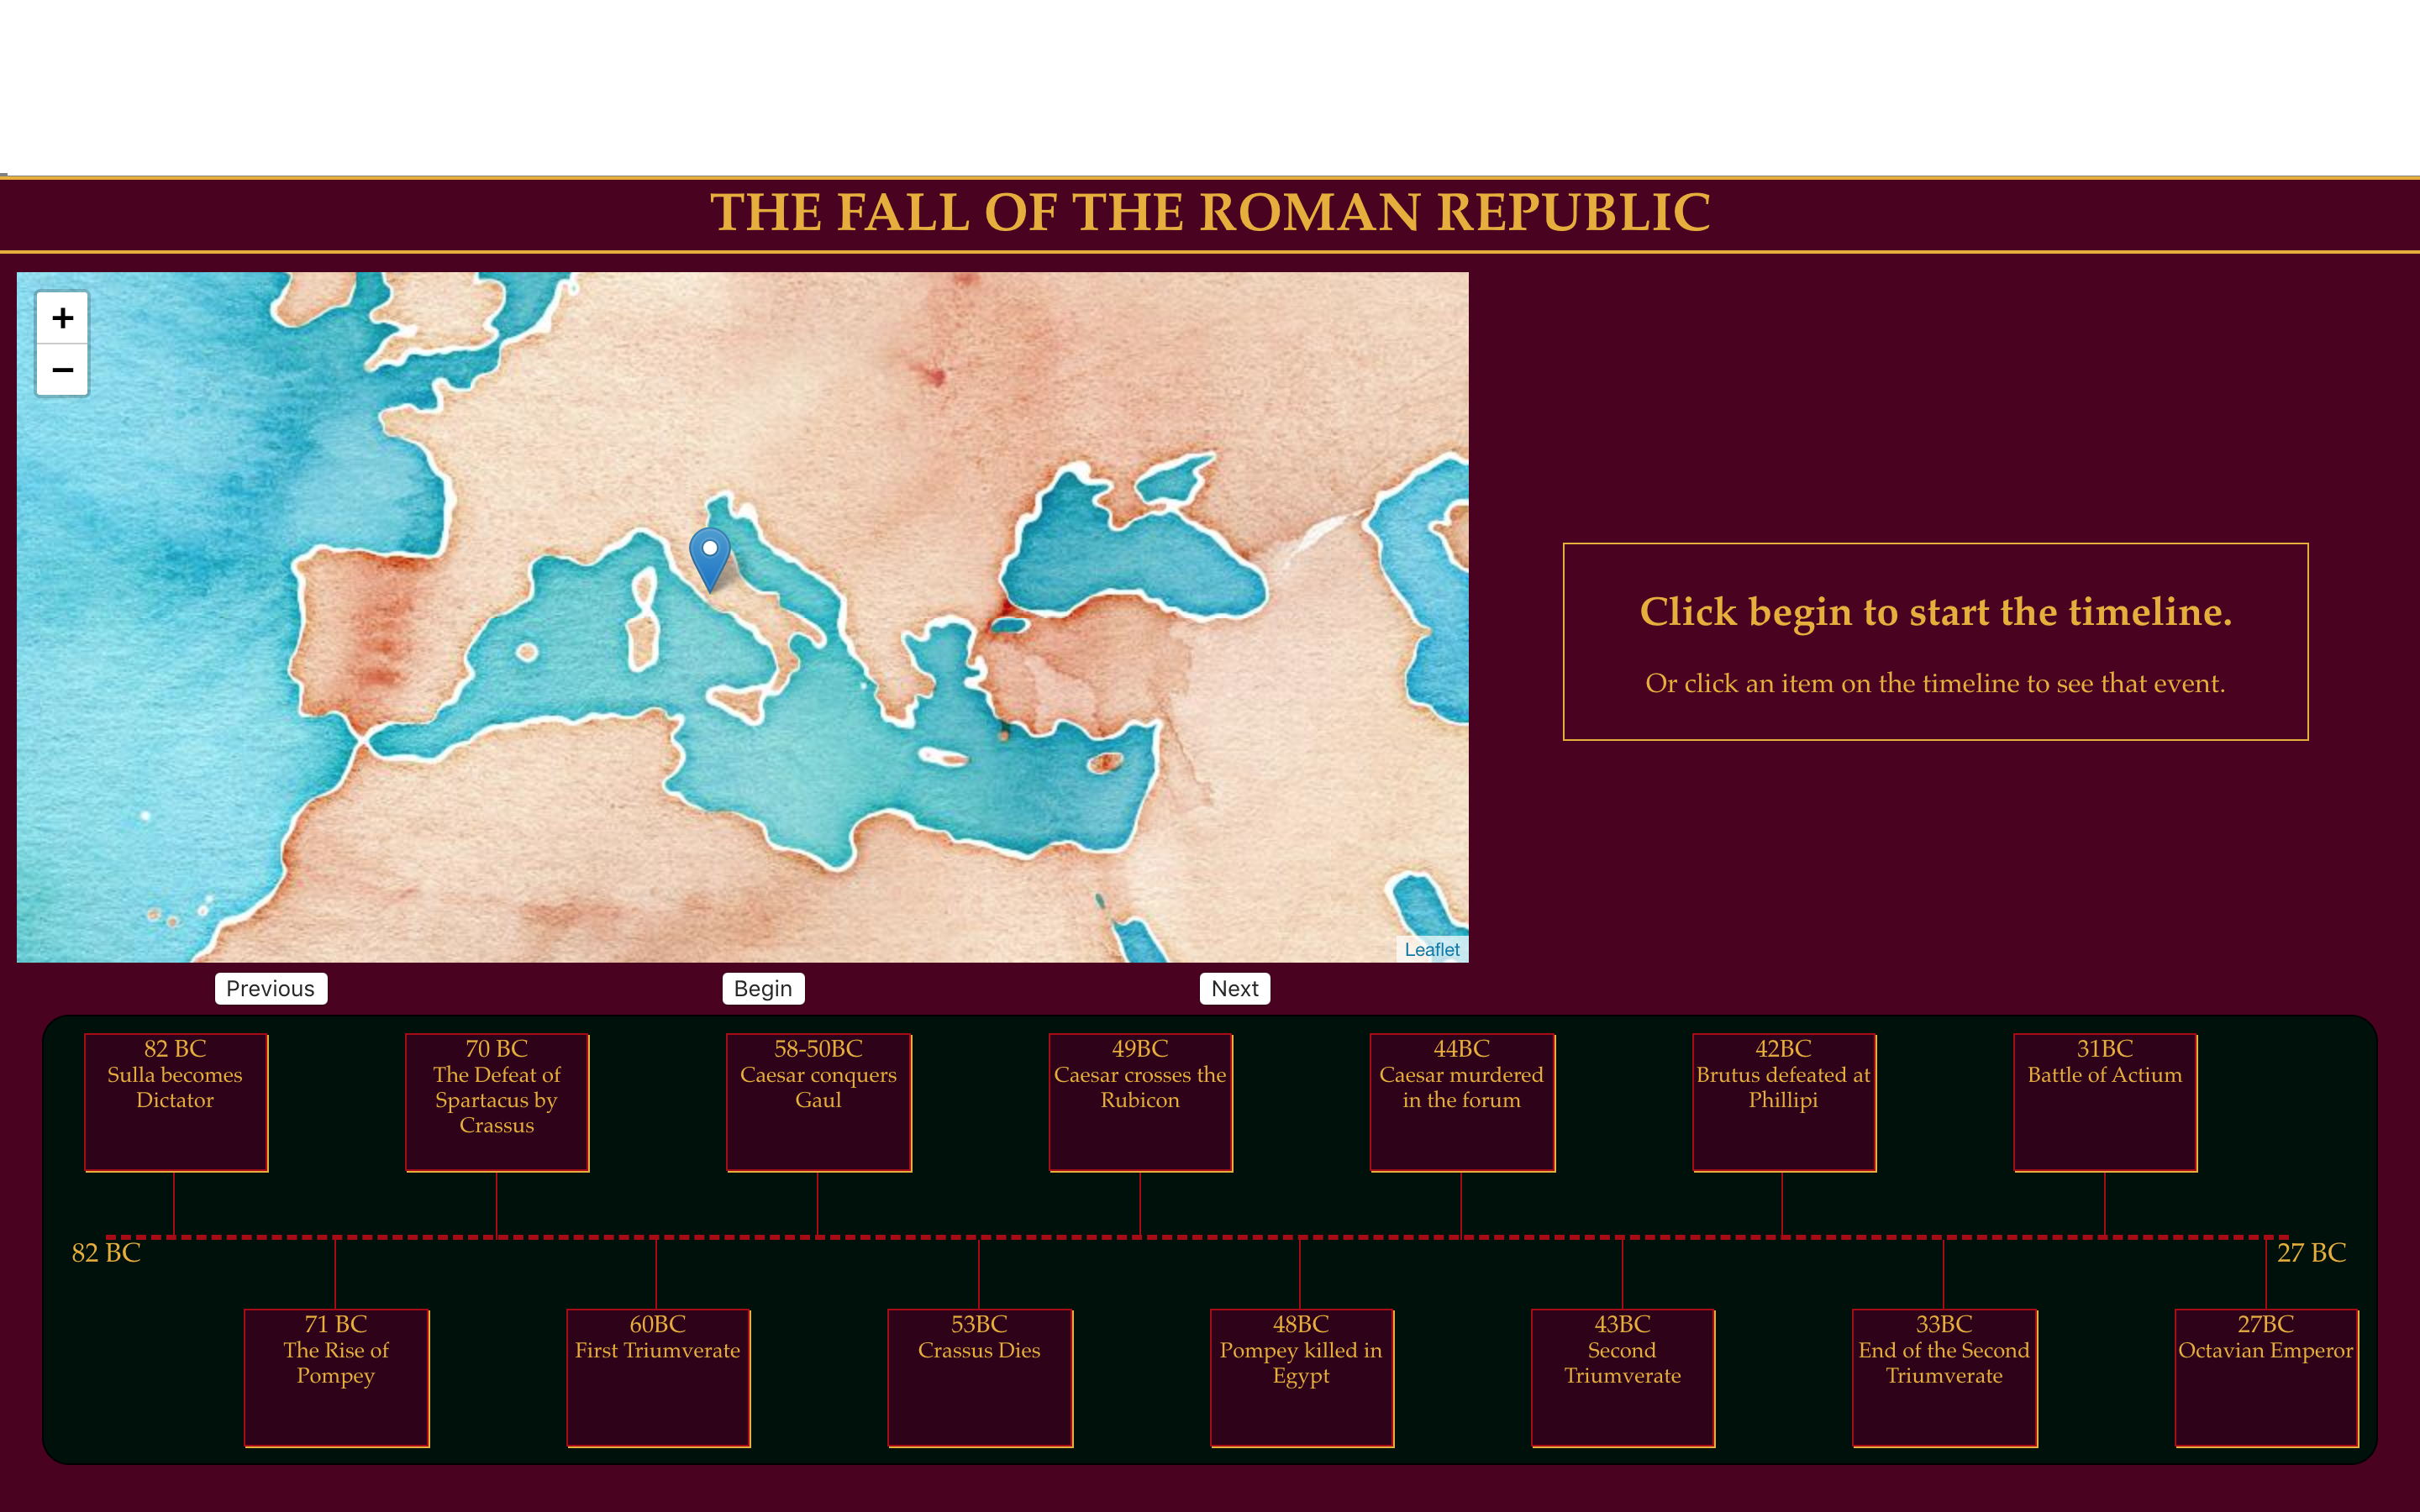 THE FALL OF THE ROMAN REPUBLIC
+
−
Leaflet
Click begin to start the timeline.
Or click an item on the timeline to see that event.
Previous
Begin
Next
82 BC
Sulla becomes
Dictator
70 BC
The Defeat of
Spartacus by
Crassus
58-50BC
Caesar conquers
Gaul
49BC
Caesar crosses the
Rubicon
44BC
Caesar murdered
in the forum
42BC
Brutus defeated at
Phillipi
31BC
Battle of Actium
82 BC
27 BC
71 BC
The Rise of
Pompey
60BC
First Triumverate
53BC
Crassus Dies
48BC
Pompey killed in
Egypt
43BC
Second
Triumverate
33BC
End of the Second
Triumverate
27BC
Octavian Emperor